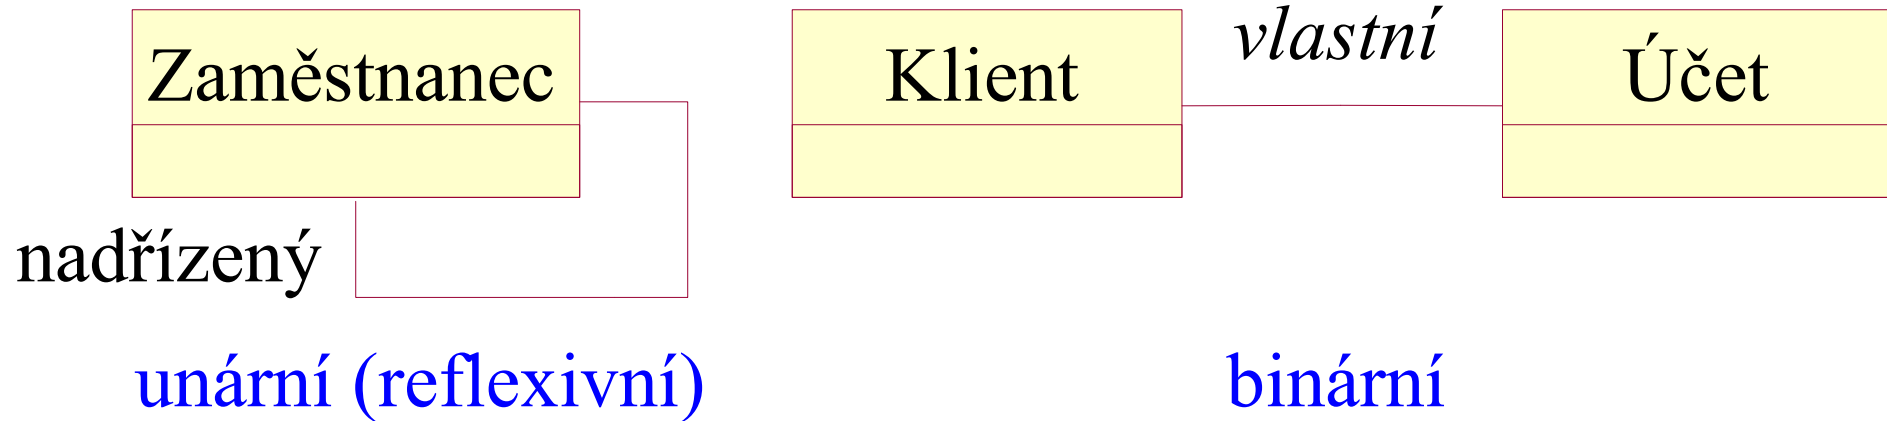 Zaměstnanec
nadřízený
unární (reflexivní)
Klient
vlastní
Účet
binární